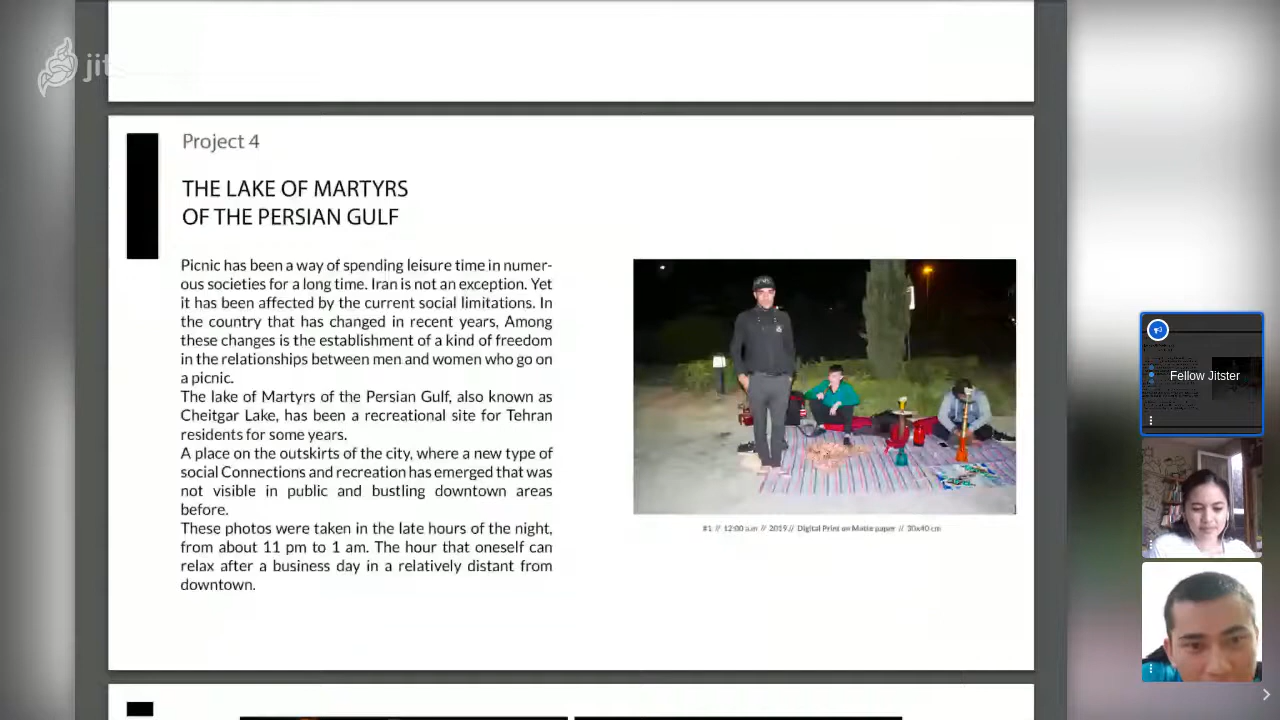 jit
Project 4
THE LAKE OF MARTYRS
OF THE PERSIAN GULF
Picnic has been a way of spending leisure time in numer-
ous societies for a long time. Iran is not an exception. Yet
it has been affected by the current social limitations. In
the country that has changed in recent years, Among
these changes is the establishment of a kind of freedom
in the relationships between men and women who go on
a picnic.
The lake of Martyrs of the Persian Gulf, also known as
Cheitgar Lake, has been a recreational site for Tehran
residents for some years.
A place on the outskirts of the city, where a new type of
social Connections and recreation has emerged that was
not visible in public and bustling downtown areas
before.
These photos were taken in the late hours of the night,
from about 11 pm to 1 am. The hour that oneself can
relax after a business day in a relatively distant from
downtown.
#1 // 12:00 a.m // 2019 // Digital Print on Matte paper // 30x40 cm
Fellow Jitster